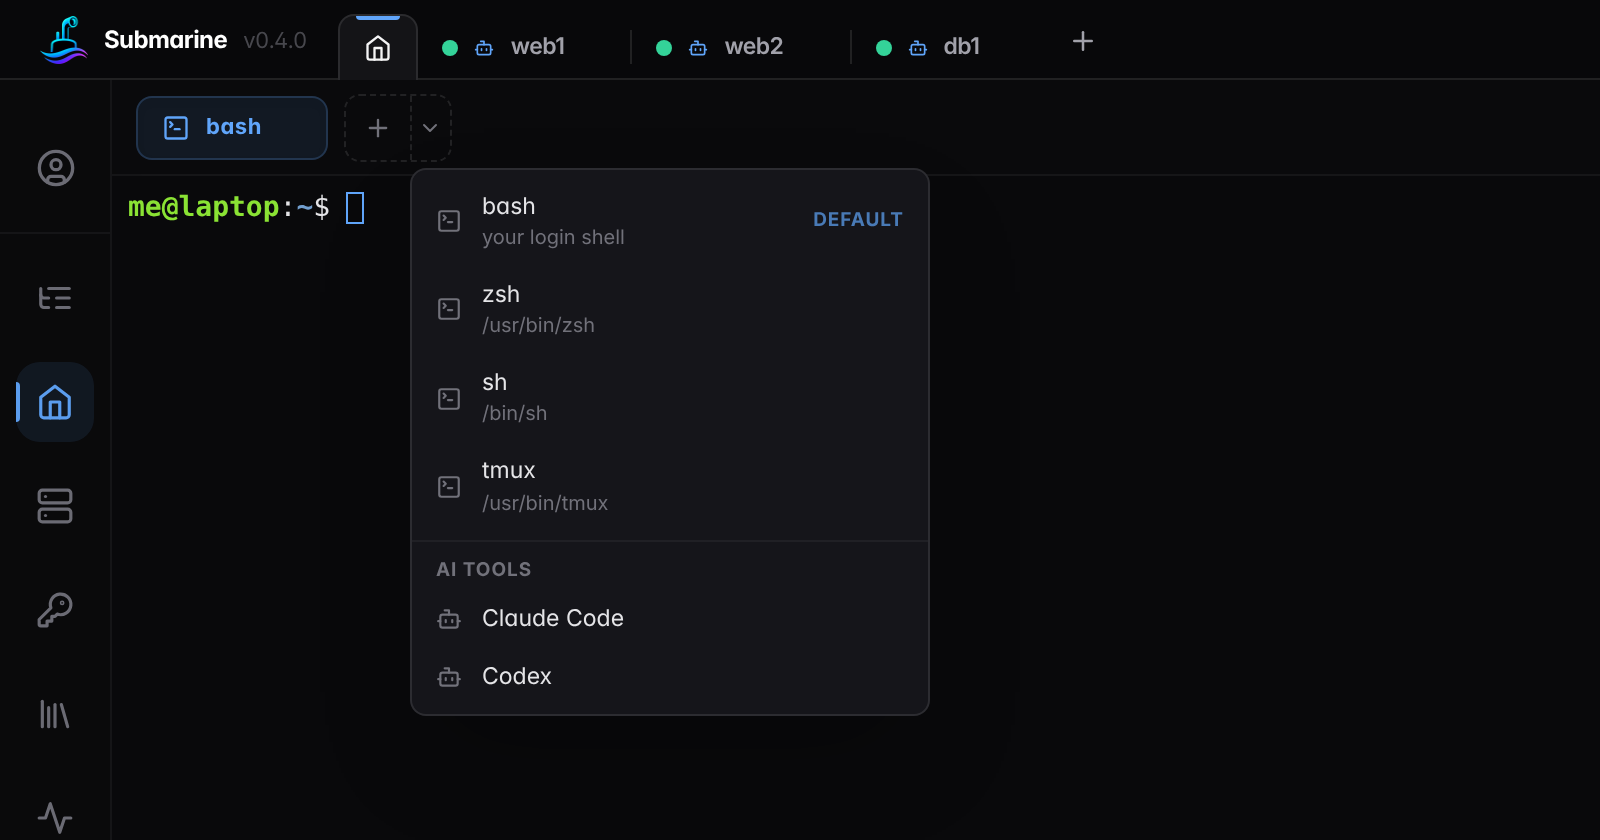 Submarine v0.4.0
web1
web2
db1
bash
me@laptop:~$
bash
your login shell
DEFAULT
zsh
/usr/bin/zsh
sh
/bin/sh
tmux
/usr/bin/tmux
AI TOOLS
Claude Code
Codex